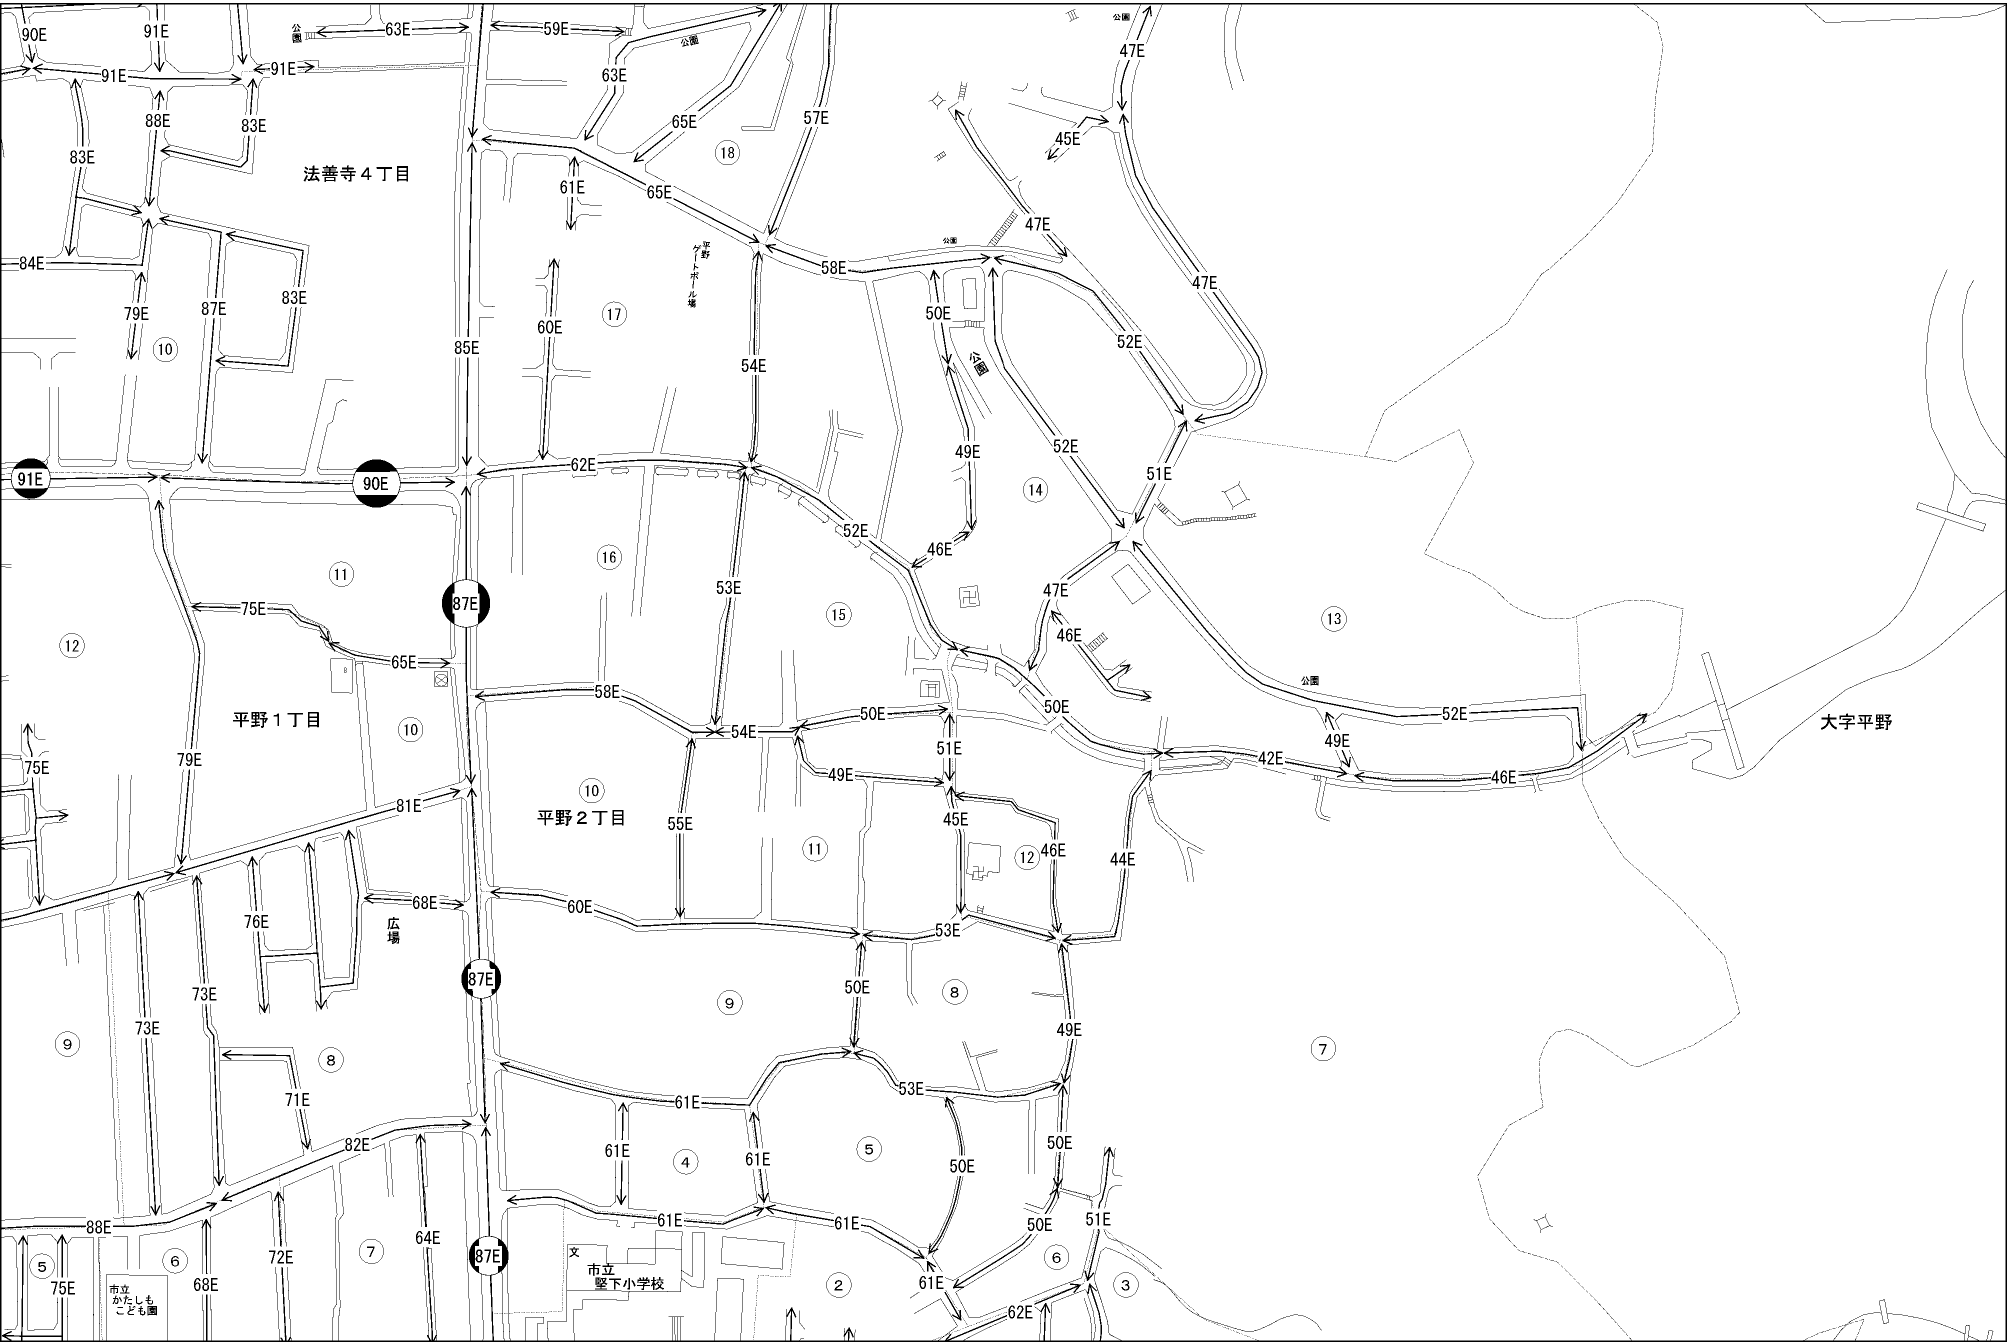 90E
91E
公園
63E
59E
公園
公園
47E
91E
91E
63E
88E
83E
65E
57E
45E
83E
18
法善寺４丁目
61E
65E
47E
84E
平野
ゲートボール場
公園
58E
47E
79E
87E
83E
60E
17
50E
10
85E
54E
公園
52E
91E
90E
62E
49E
52E
51E
14
52E
46E
16
11
75E
87E
53E
15
47E
13
12
65E
46E
平野１丁目
10
58E
公園
54E
50E
50E
52E
大字平野
75E
79E
51E
49E
42E
49E
46E
81E
10
平野２丁目
55E
45E
11
46E
12
44E
76E
68E
60E
広場
53E
73E
87E
50E
9
8
73E
9
8
49E
7
71E
61E
53E
82E
61E
4
61E
5
50E
50E
88E
72E
64E
61E
61E
50E
51E
5
6
7
87E
文
市立
堅下小学校
6
75E
68E
市立
かたしも
こども園
2
61E
3
62E